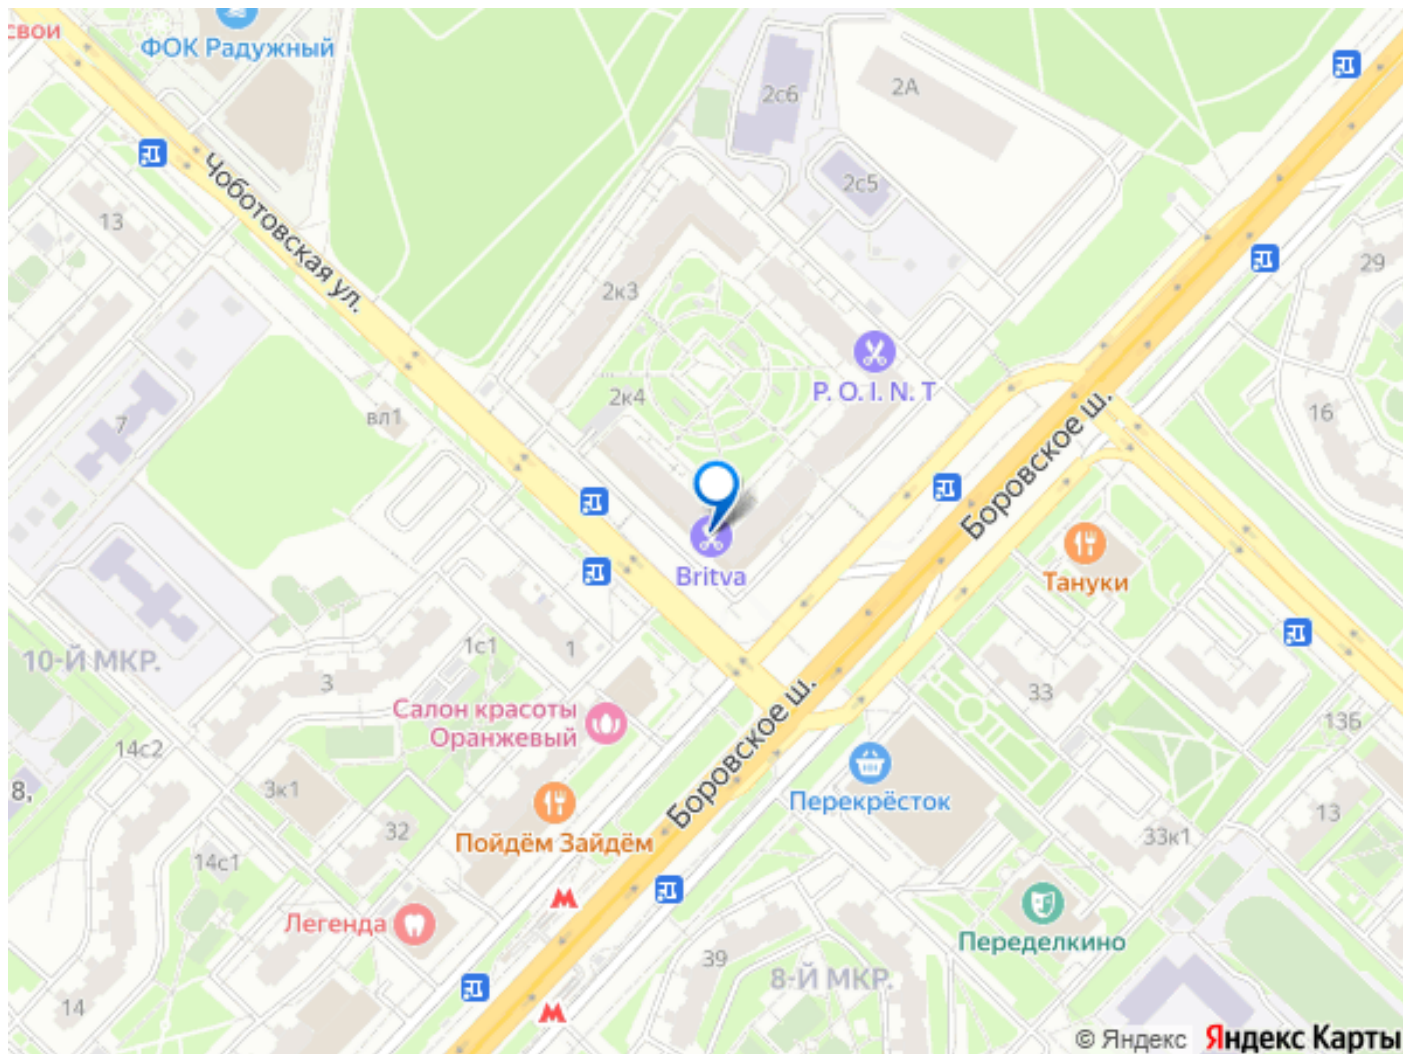 свои
ФОК Радужный
2с6
2А
Чоботовская ул.
2с5
13
29
2к3
P. O. I. N. T
2к4
вл1
7
16
Боровское ш.
Britva
Тануки
10-Й МКР.
1с1
1
3
33
Салон красоты
Оранжевый
13Б
14с2
Боровское ш.
8,
3к1
Перекрёсток
32
Пойдём Зайдём
13
33к1
14с1
Легенда
Переделкино
39
8-Й МКР.
14
© Яндекс Яндекс Карты